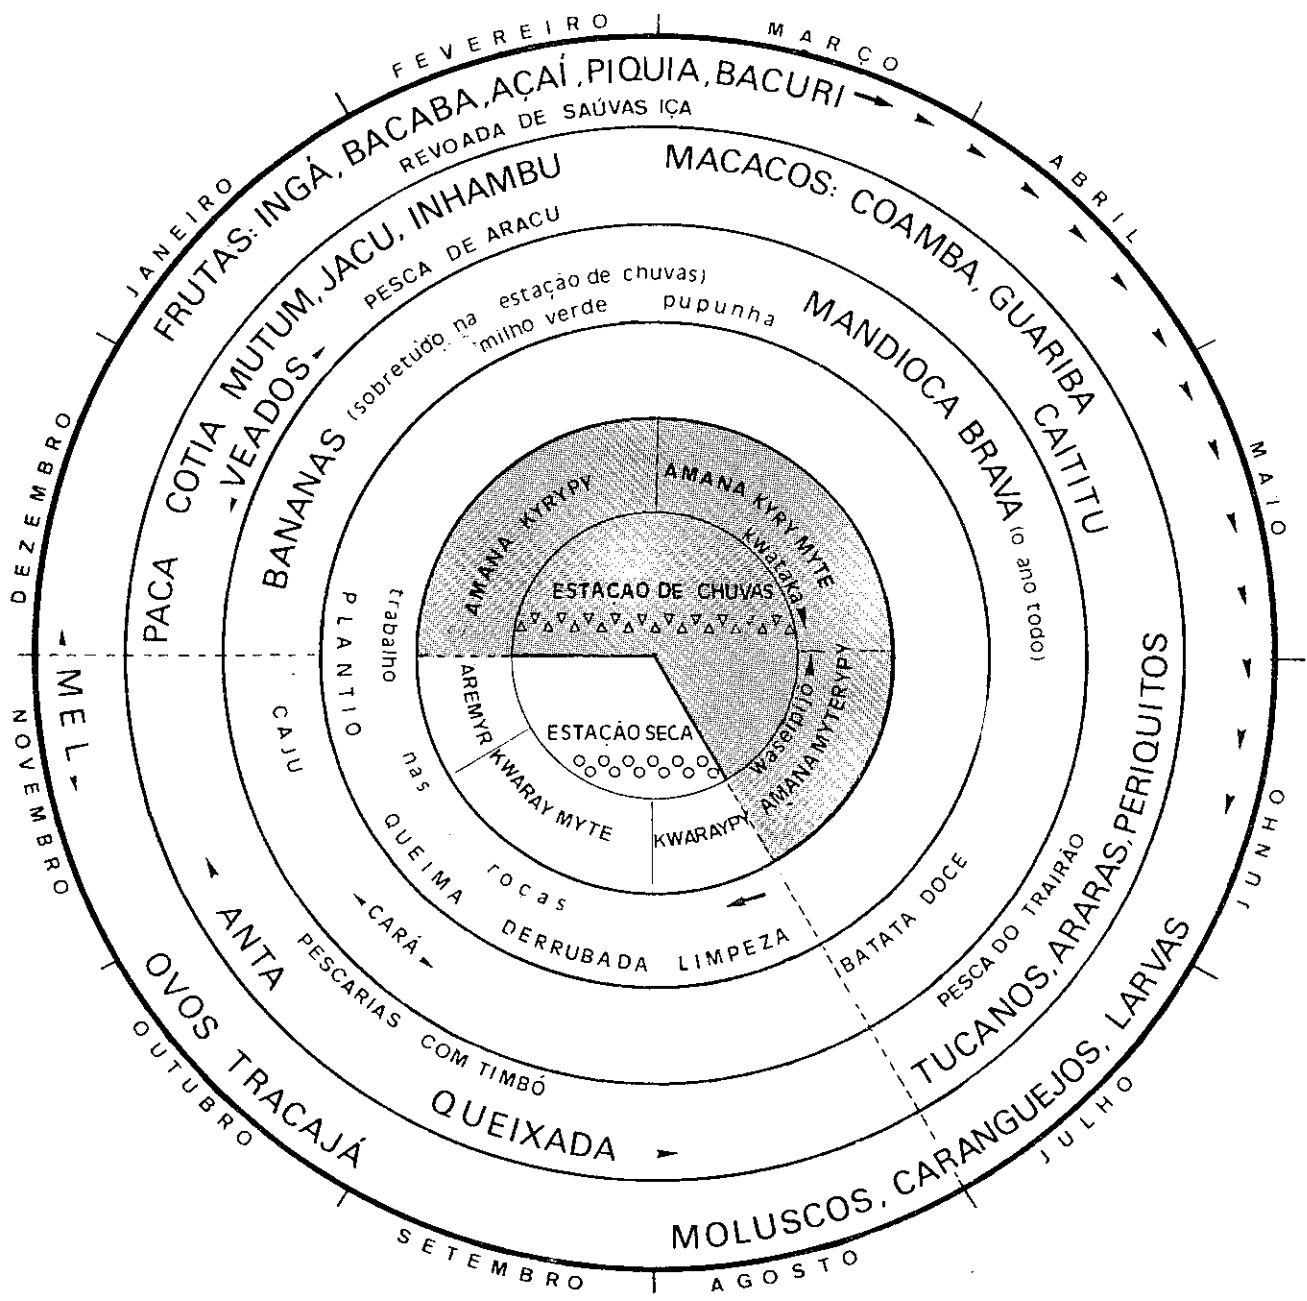 JANEIRO
FEVEREIRO
MARÇO
ABRIL
MAIO
JUNHO
JULHO
AGOSTO
SETEMBRO
OUTUBRO
NOVEMBRO
DEZEMBRO
FRUTAS: INGÁ, BACABA, AÇAÍ, PIQUIA, BACURI
REVOADA DE SAÚVAS IÇA
MOLUSCOS, CARANGUEJOS, LARVAS
OVOS TRACAJÁ
MEL
PACA COTIA MUTUM, JACU, INHAMBU
VEADOS
PESCA DE ARACU
MACACOS: COAMBA, GUARIBA
CAITITU
TUCANOS, ARARAS, PERIQUITOS
PESCA DO TRAIRÃO
QUEIXADA
ANTA
PESCARIAS COM TIMBÓ
BANANAS (sobretudo na estação de chuvas)
milho verde
pupunha
MANDIOCA BRAVA (o ano todo)
BATATA DOCE
CARÁ
CAJU
PLANTIO
QUEIMA
DERRUBADA
LIMPEZA
trabalho nas roças
AMANA KYRYPY
AMANA KYRY MYTE
kwataka
AMANA MYTERYPY
waseipijo
KWARAYPY
KWARAY MYTE
AREMYR
ESTACAO DE CHUVAS
ESTAÇÃO SECA